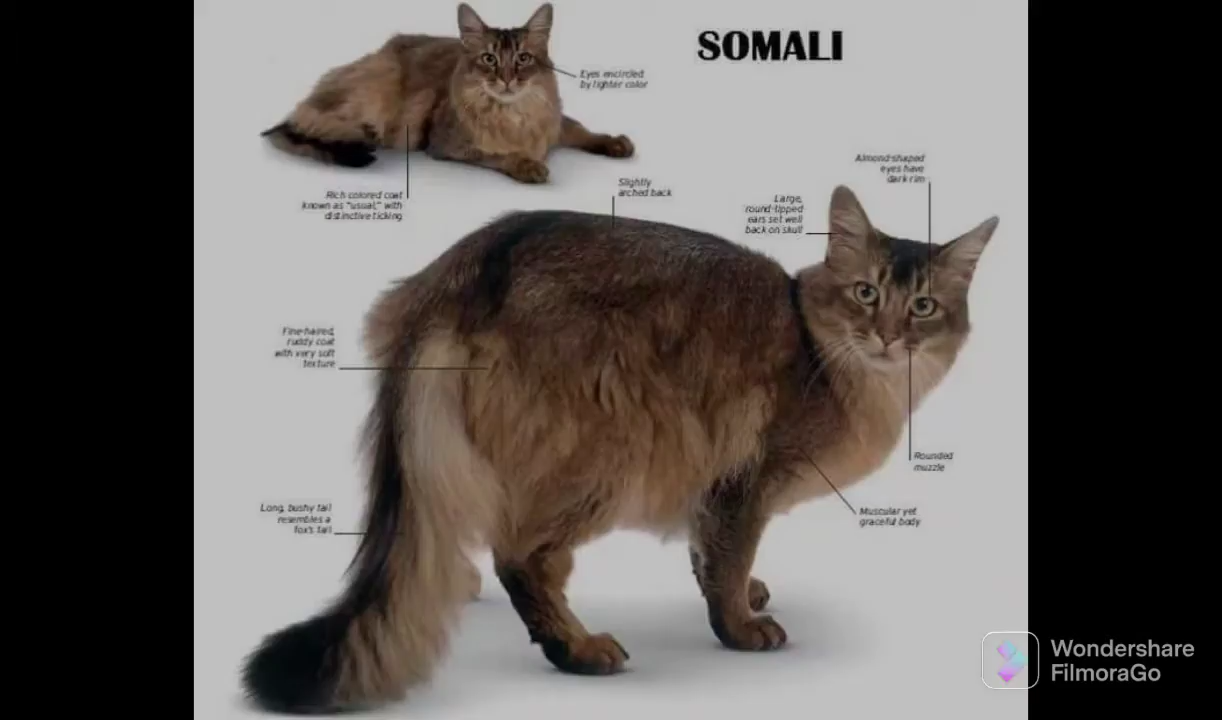 SOMALI
Eyes encircled
by lighter color
Rich colored coat
known as "usual," with
distinctive ticking
Slightly
arched back
Large,
round-tipped
ears set well
back on skull
Almond-shaped
eyes have
dark rim
Fine-haired,
ruddy coat
with very soft
texture
Rounded
muzzle
Long, bushy tail
resembles a
fox's tail
Muscular yet
graceful body
Wondershare
FilmoraGo